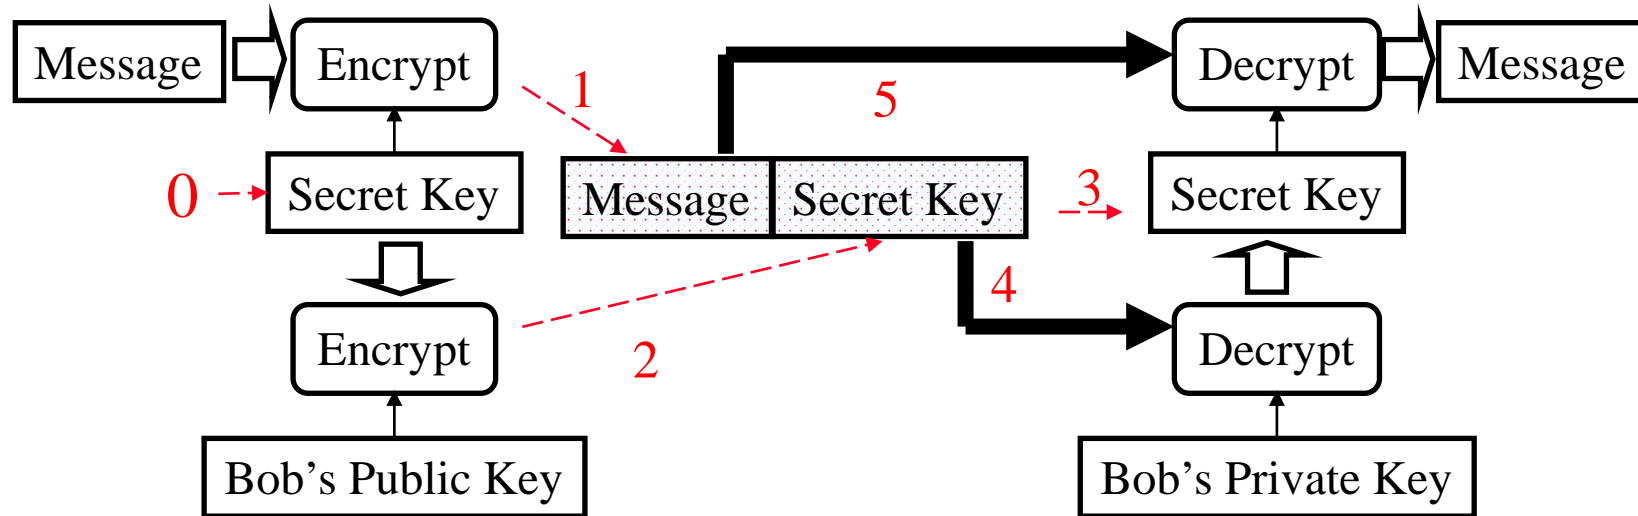 Message
Encrypt
1
5
Decrypt
Message
0
Secret Key
Message
Secret Key
3
Secret Key
4
Encrypt
2
Decrypt
Bob’s Public Key
Bob’s Private Key